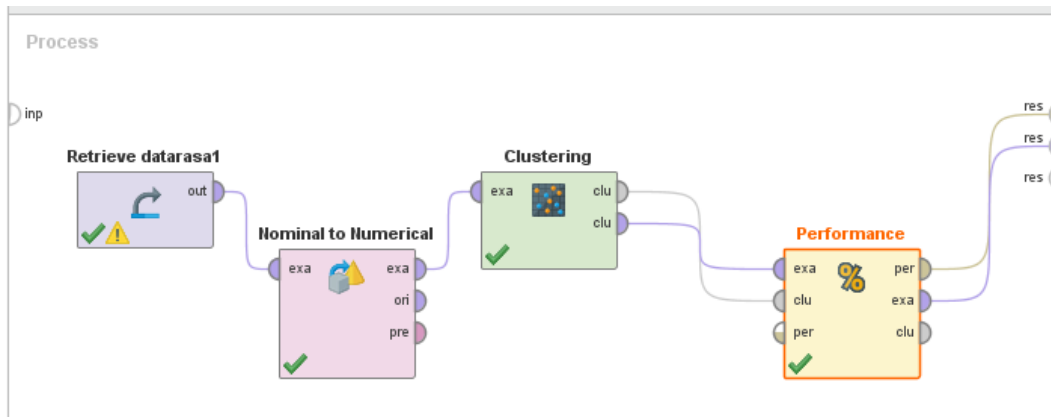 Process
inp
res
res
res
Retrieve datarasa1
out
Nominal to Numerical
exa
exa
ori
pre
Clustering
exa
clu
clu
Performance
exa
per
clu
exa
per
clu
%